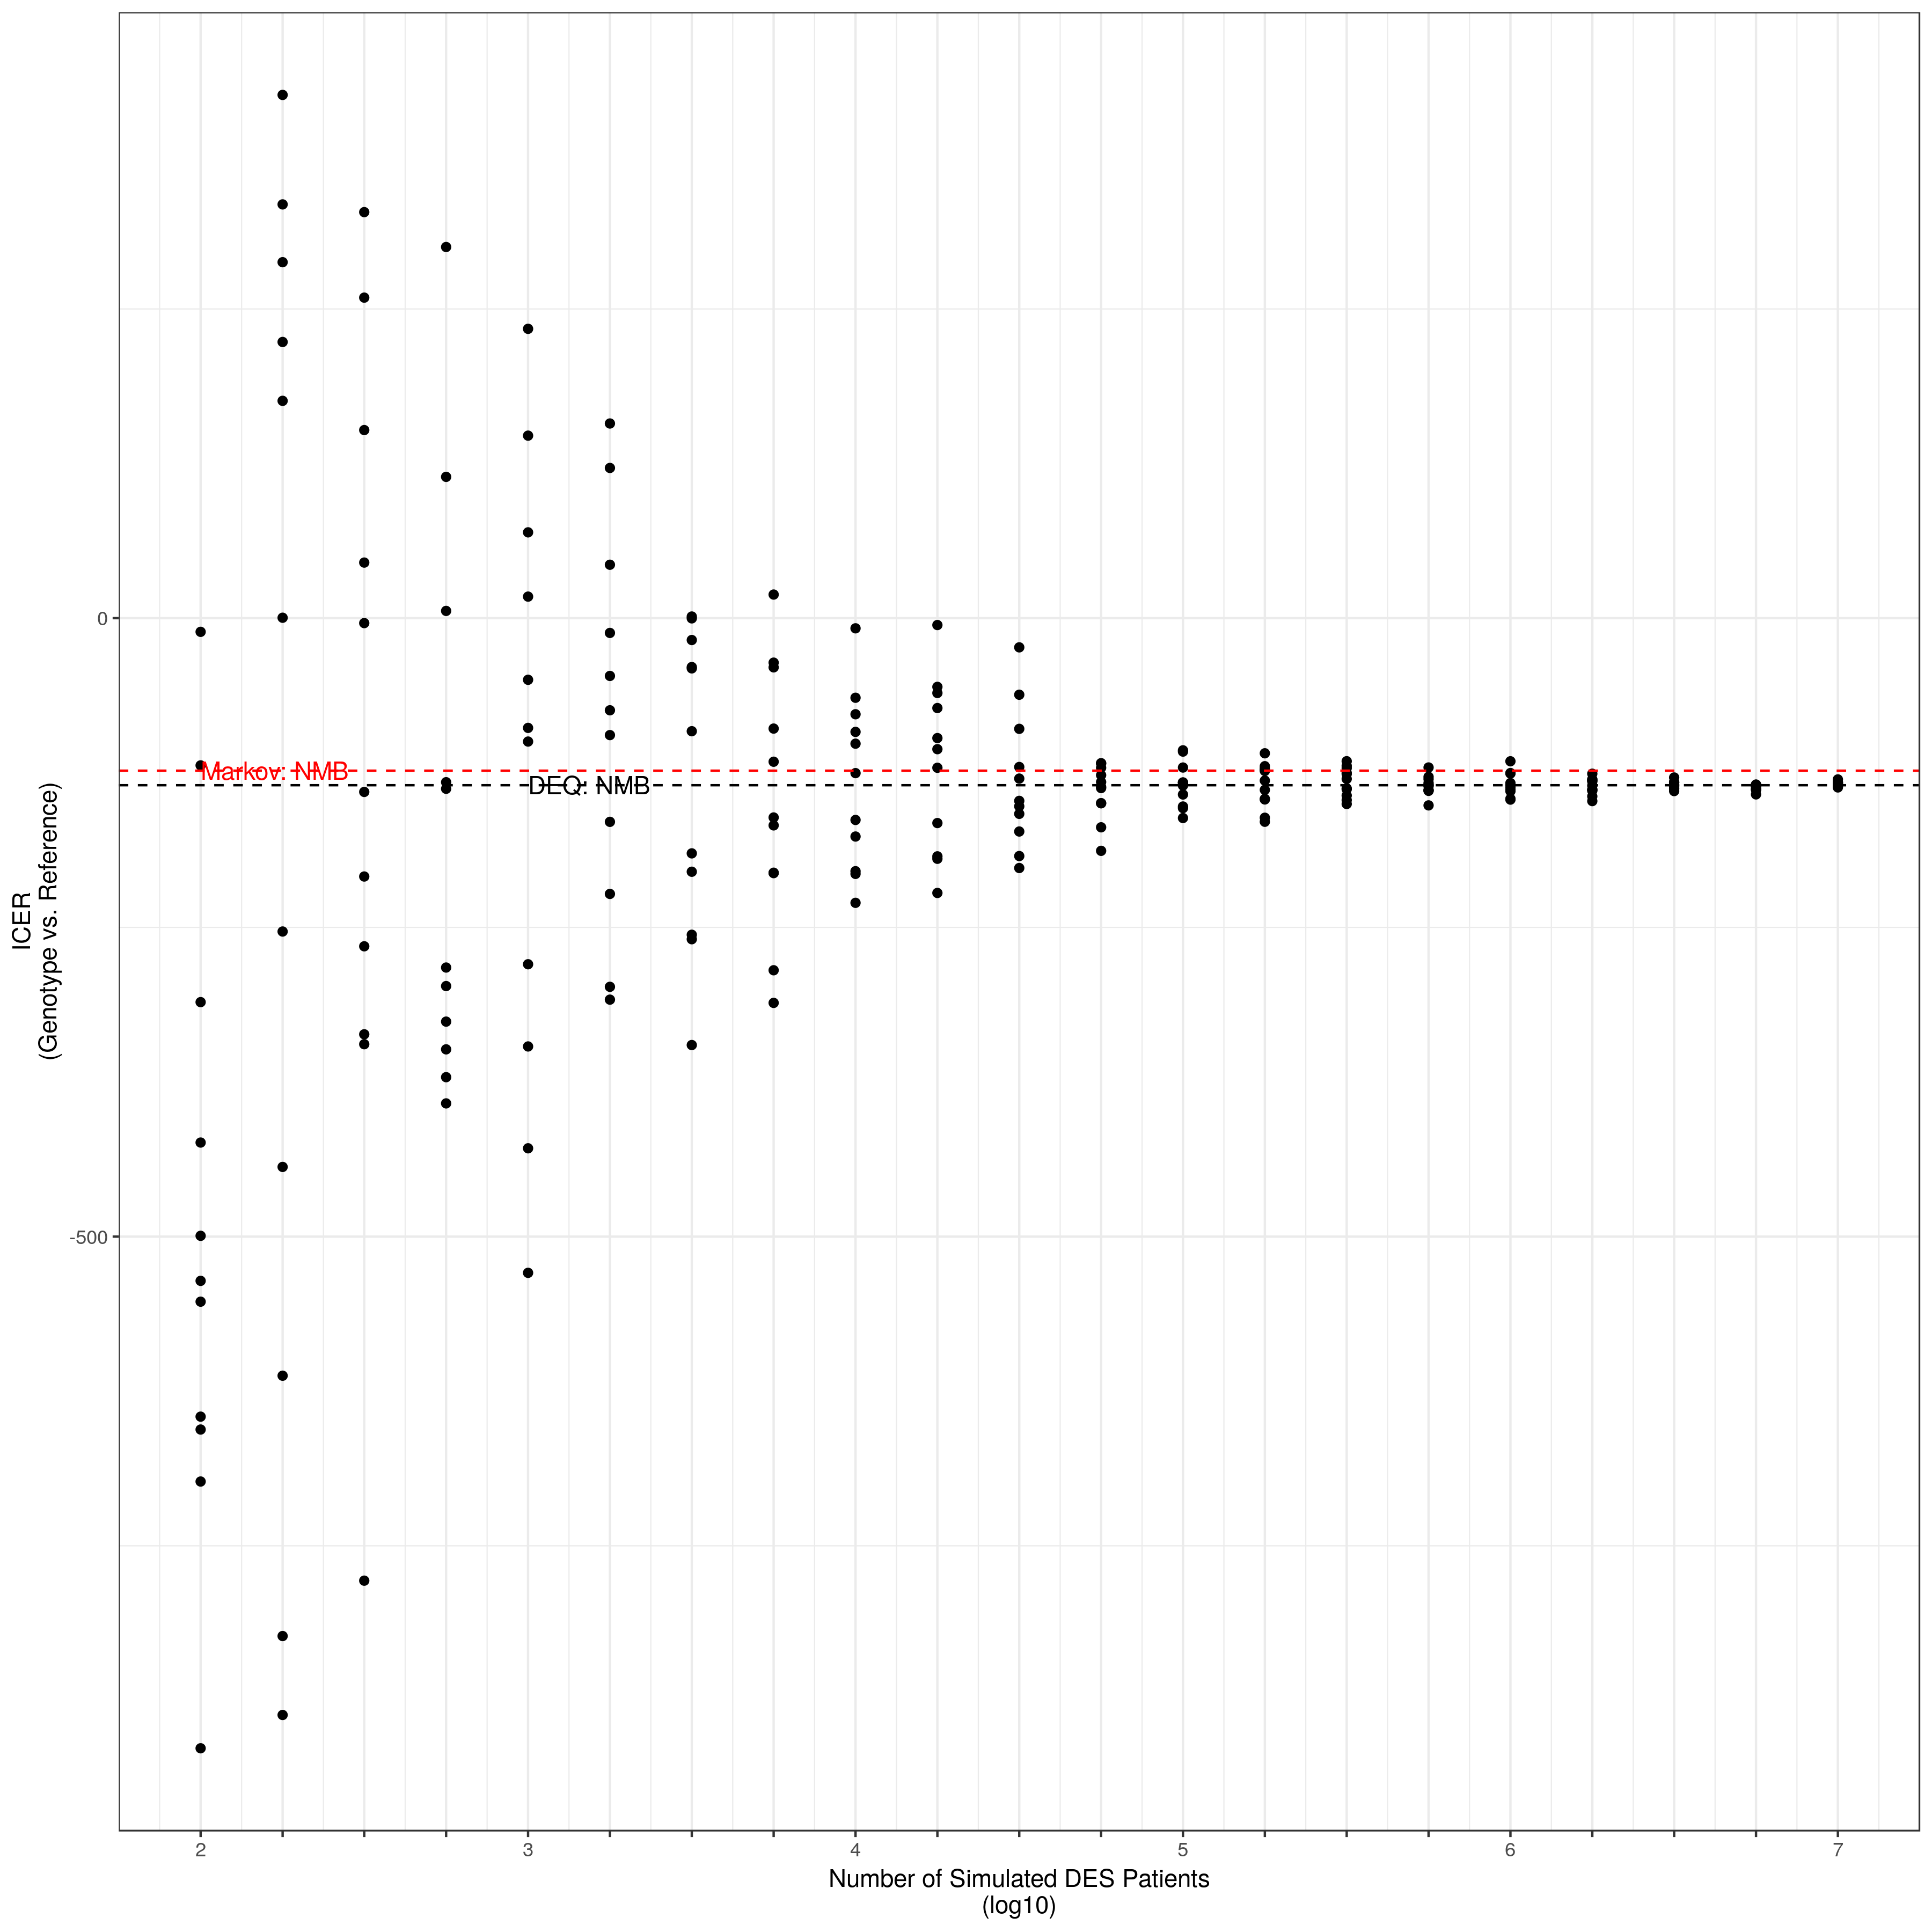 0
-500
Markov: NMB
DEQ: NMB
ICER
(Genotype vs. Reference)
2 3 4 5 6 7
Number of Simulated DES Patients
(log10)